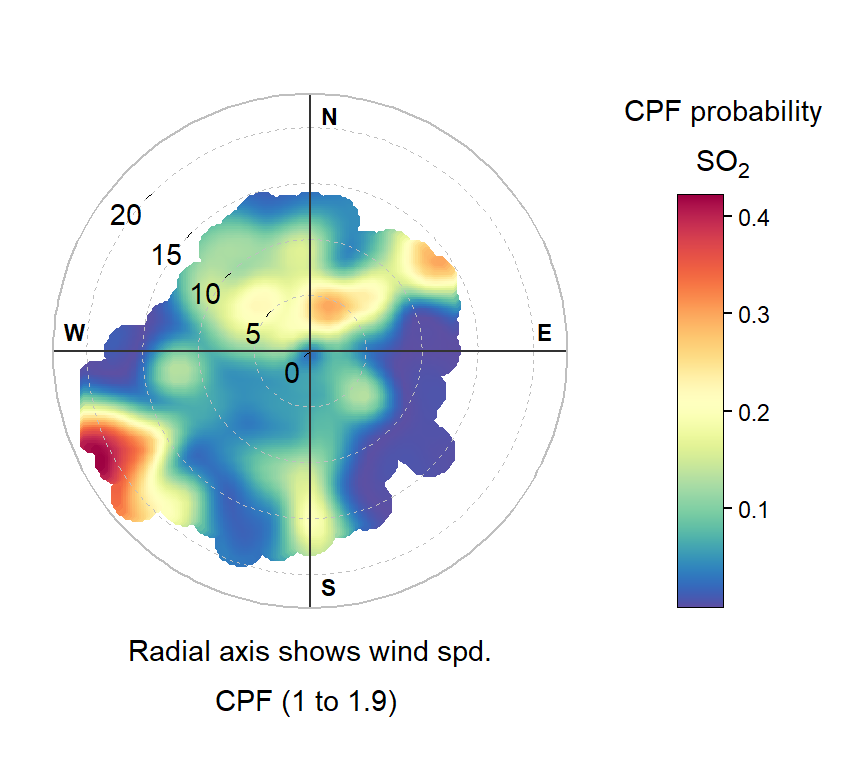 CPF probability
SO₂
N
20
15
10
5
0
W
E
S
0.4
0.3
0.2
0.1
Radial axis shows wind spd.
CPF (1 to 1.9)